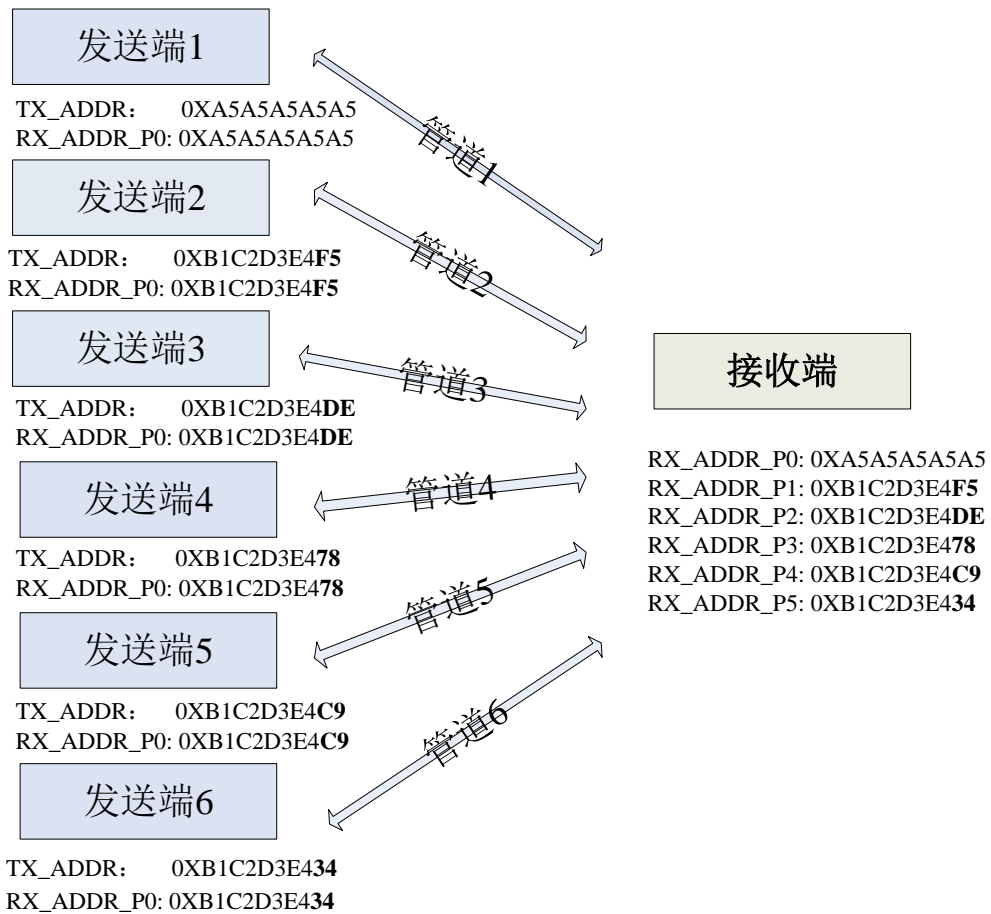 发送端1
TX_ADDR： 0XA5A5A5A5A5
RX_ADDR_P0: 0XA5A5A5A5A5
管道1
发送端2
TX_ADDR： 0XB1C2D3E4F5
RX_ADDR_P0: 0XB1C2D3E4F5
管道2
发送端3
TX_ADDR： 0XB1C2D3E4DE
RX_ADDR_P0: 0XB1C2D3E4DE
管道3
发送端4
TX_ADDR： 0XB1C2D3E478
RX_ADDR_P0: 0XB1C2D3E478
管道4
发送端5
TX_ADDR： 0XB1C2D3E4C9
RX_ADDR_P0: 0XB1C2D3E4C9
管道5
发送端6
TX_ADDR： 0XB1C2D3E434
RX_ADDR_P0: 0XB1C2D3E434
管道6
接收端
RX_ADDR_P0: 0XA5A5A5A5A5
RX_ADDR_P1: 0XB1C2D3E4F5
RX_ADDR_P2: 0XB1C2D3E4DE
RX_ADDR_P3: 0XB1C2D3E478
RX_ADDR_P4: 0XB1C2D3E4C9
RX_ADDR_P5: 0XB1C2D3E434